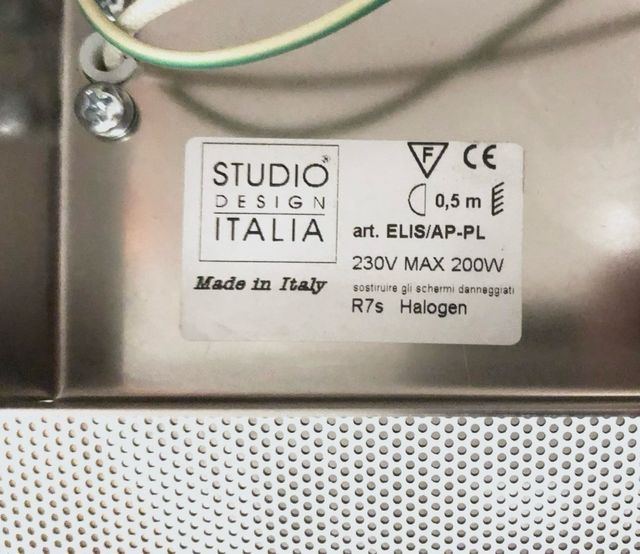 STUDIO®
DESIGN
ITALIA
Made in Italy
F CE
0,5 m
art. ELIS/AP-PL
230V MAX 200W
sostiruire gli schermi danneggiati
R7s Halogen